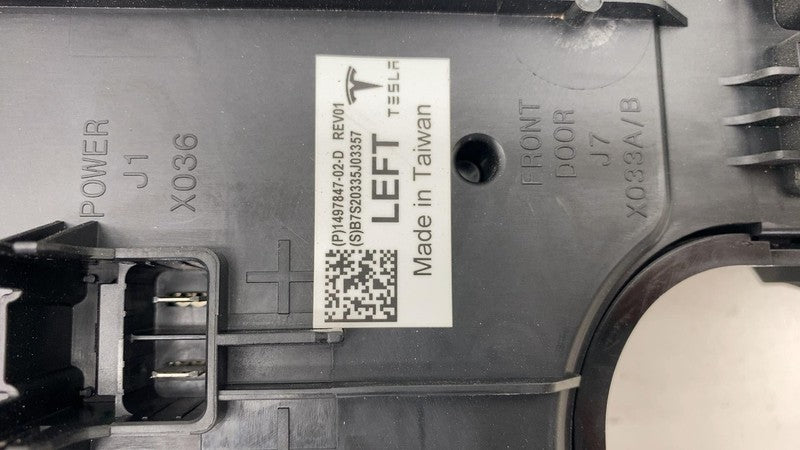 POWER
J1
X036
(P)1497847-02-D REV01
(S)B7S20335J03357
LEFT
TESLA
Made in Taiwan
FRONT
DOOR
J7
X033A/B